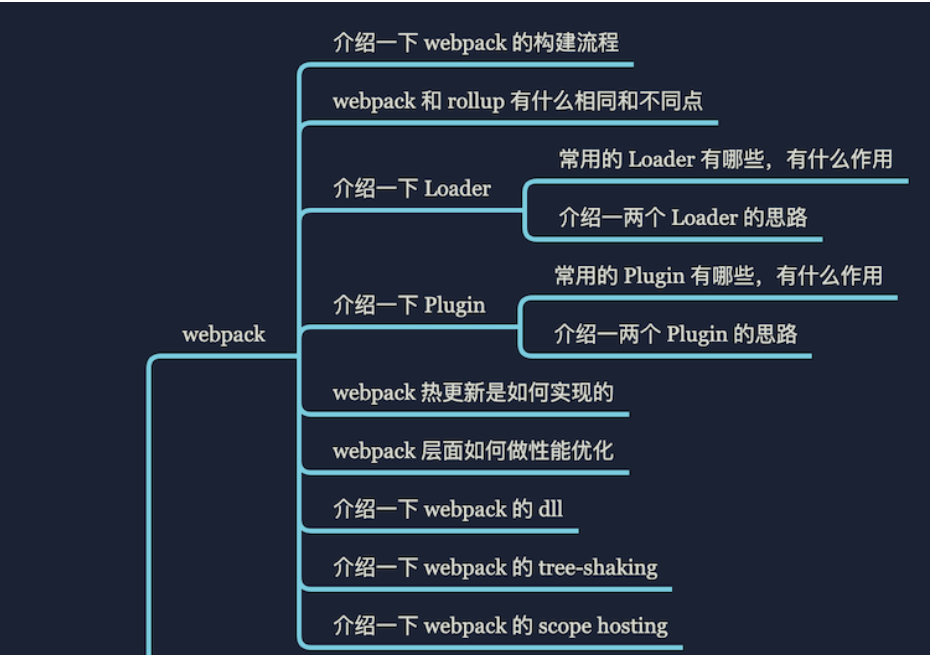 介绍一下 webpack 的构建流程
webpack 和 rollup 有什么相同和不同点
常用的 Loader 有哪些，有什么作用
介绍一下 Loader
介绍一两个 Loader 的思路
常用的 Plugin 有哪些，有什么作用
介绍一下 Plugin
介绍一两个 Plugin 的思路
webpack
webpack 热更新是如何实现的
webpack 层面如何做性能优化
介绍一下 webpack 的 dll
介绍一下 webpack 的 tree-shaking
介绍一下 webpack 的 scope hosting